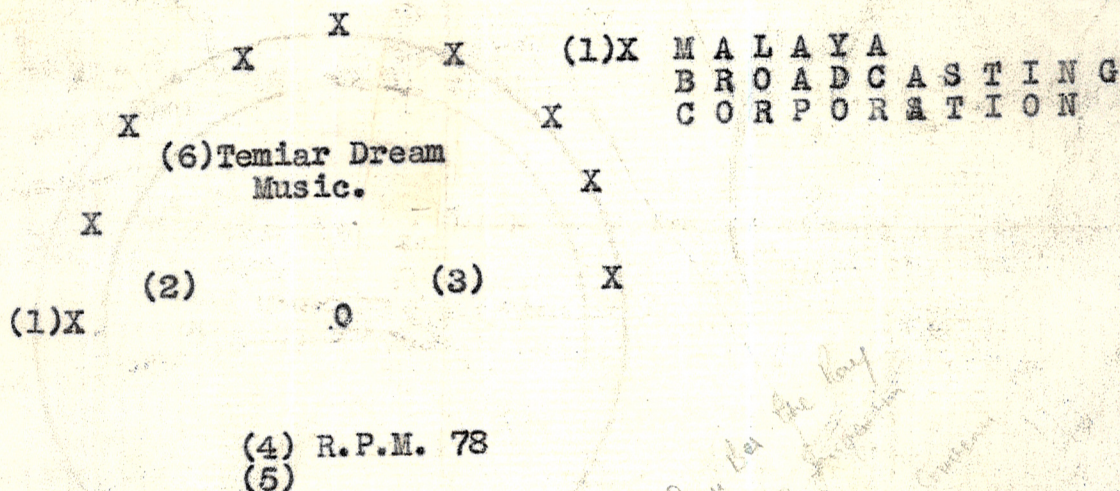 X
X X (1)X M A L A Y A
B R O A D C A S T I N G
X X C O R P O R A T I O N
(6)Temiar Dream
Music.
X
X
(2) (3) X
(1)X O
(4) R.P.M. 78
(5)